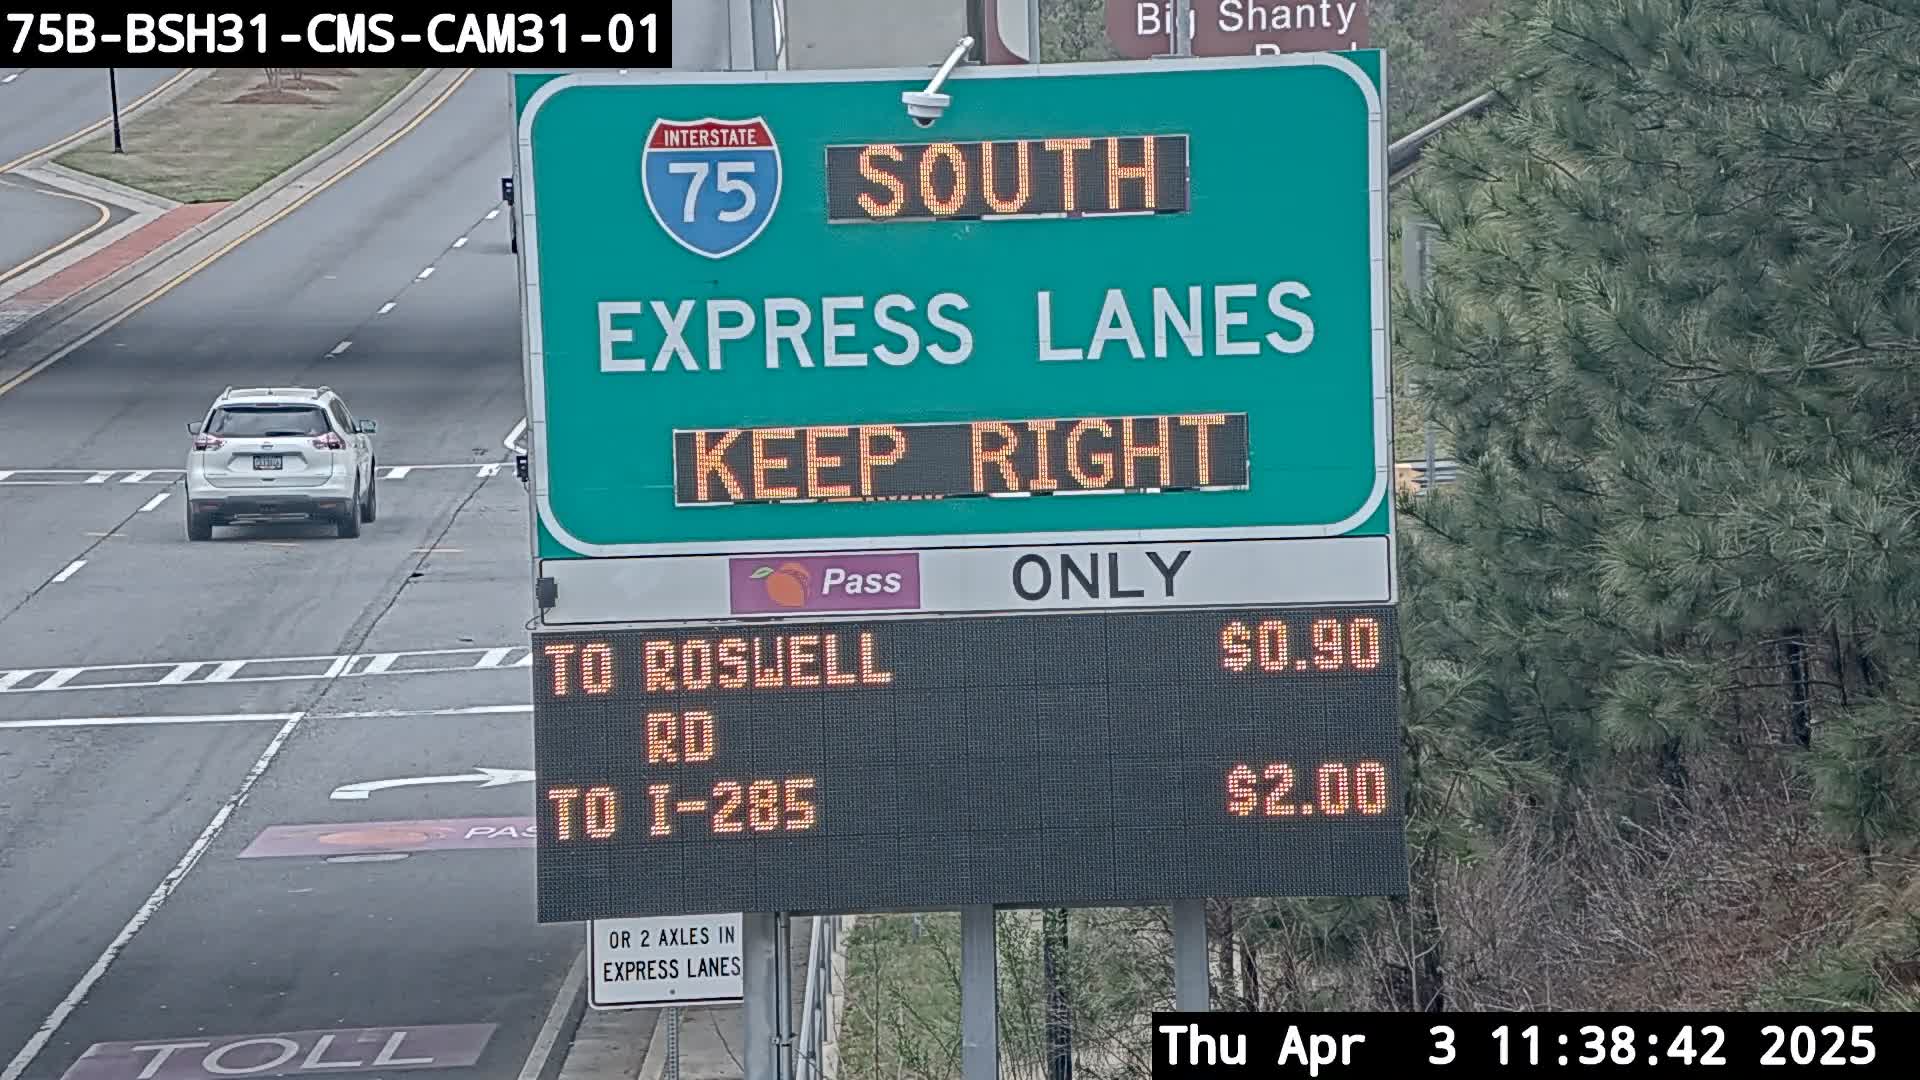 75B-BSH31-CMS-CAM31-01
Big Shanty
Road
INTERSTATE
75
SOUTH
EXPRESS LANES
KEEP RIGHT
Pass ONLY
TO ROSWELL $0.90
RD
TO I-285 $2.00
PAS
OR 2 AXLES IN
EXPRESS LANES
TOLL
Thu Apr 3 11:38:42 2025